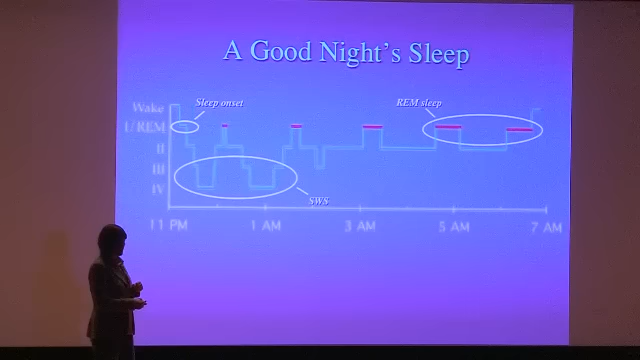 A Good Night's Sleep
Sleep onset
REM sleep
Wake
I/REM
II
III
IV
SWS
11 PM
1 AM
3 AM
5 AM
7 AM